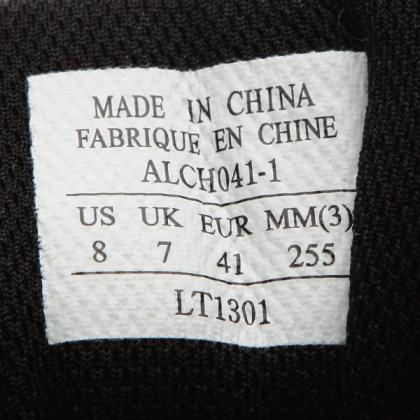 MADE IN CHINA
FABRIQUE EN CHINE
ALCH041-1
US UK EUR MM(3)
8 7 41 255
LT1301